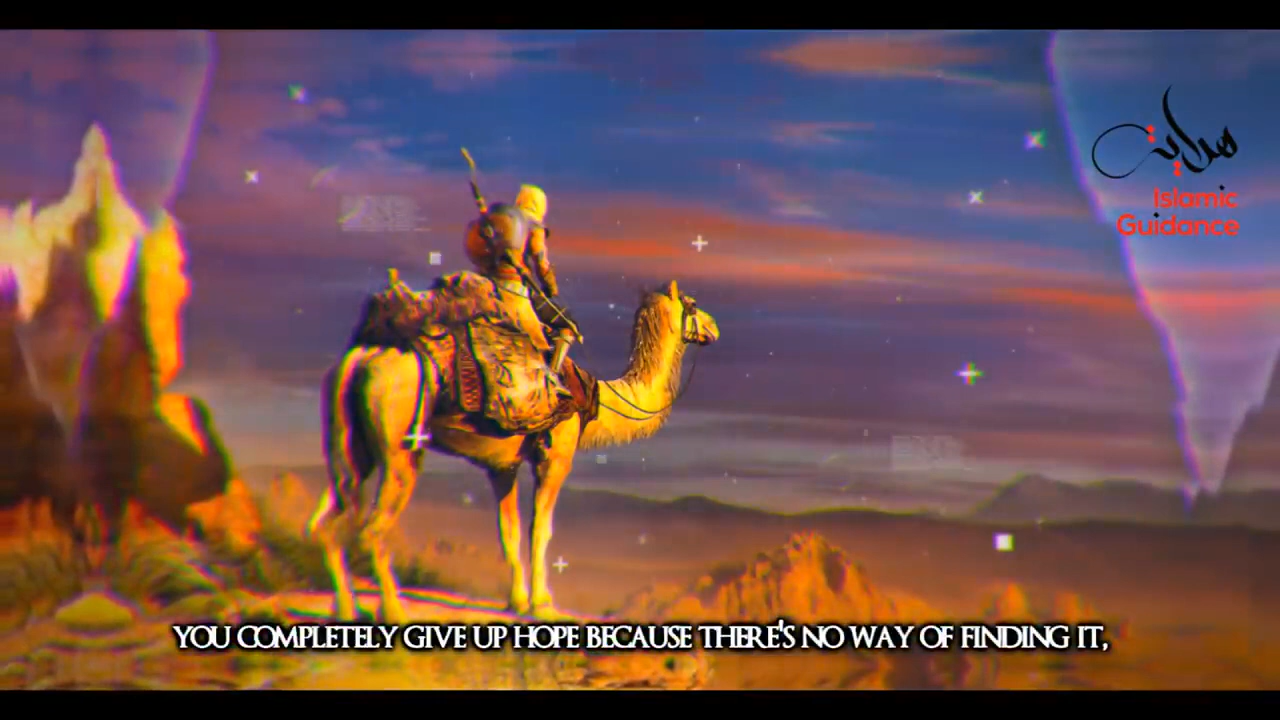 هداية
Islamic
Guidance
YOU COMPLETELY GIVE UP HOPE BECAUSE THERE'S NO WAY OF FINDING IT,